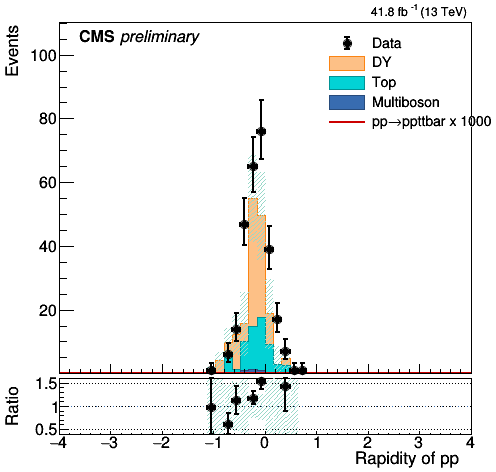 41.8 fb⁻¹ (13 TeV)
CMS preliminary
Events
100
80
60
40
20
Data
DY
Top
Multiboson
pp→ppttbar x 1000
Ratio
1.5
1
0.5
−4 −3 −2 −1 0 1 2 3 4
Rapidity of pp